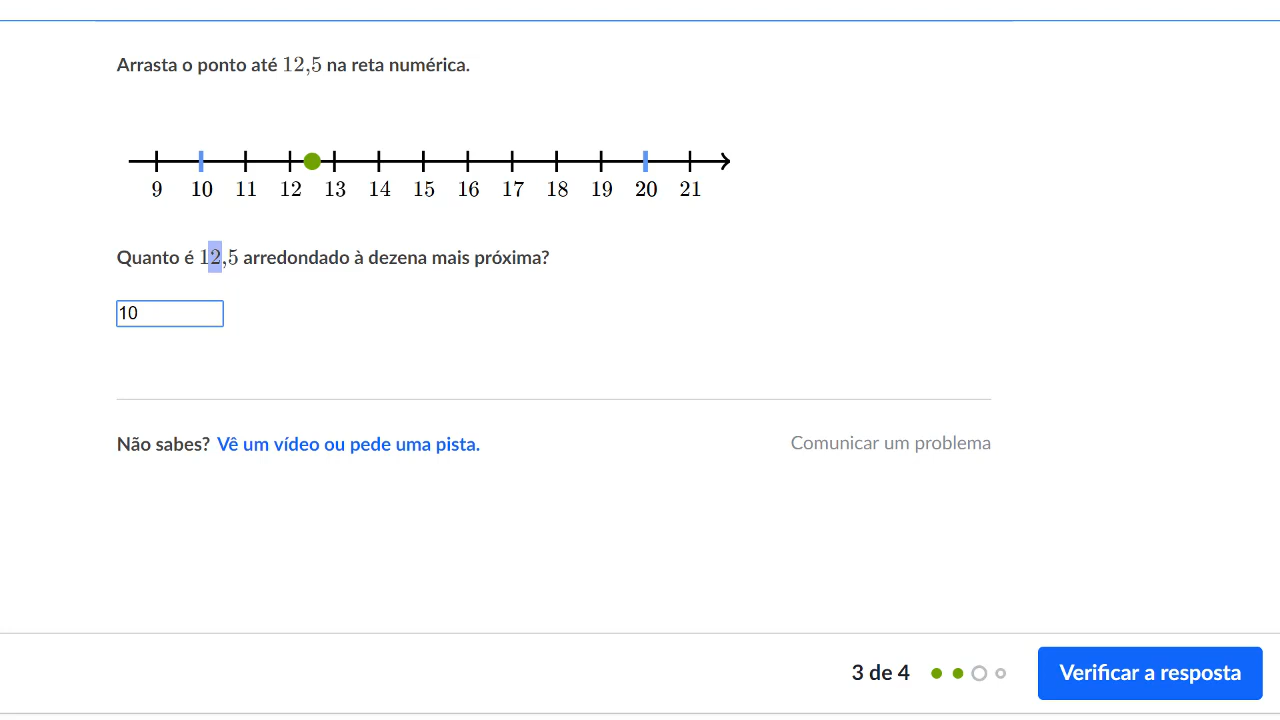 Arrasta o ponto até 12,5 na reta numérica.
9 10 11 12 13 14 15 16 17 18 19 20 21
Quanto é 12,5 arredondado à dezena mais próxima?
10
Não sabes? Vê um vídeo ou pede uma pista.
Comunicar um problema
3 de 4
Verificar a resposta